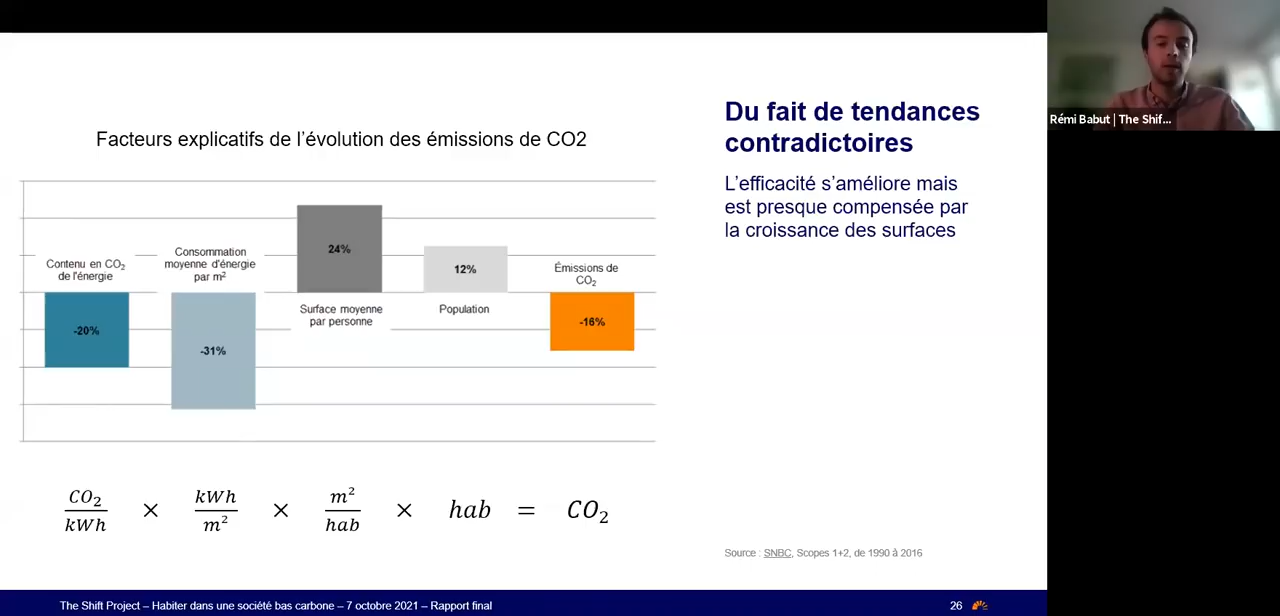 Facteurs explicatifs de l'évolution des émissions de CO2
Contenu en CO₂
de l'énergie
-20%
Consommation
moyenne d'énergie
par m²
-31%
24%
Surface moyenne
par personne
12%
Population
Émissions de
CO₂
-16%
CO₂/kWh × kWh/m² × m²/hab × hab = CO₂
Du fait de tendances
contradictoires
L'efficacité s'améliore mais
est presque compensée par
la croissance des surfaces
Source : SNBC, Scopes 1+2, de 1990 à 2016
The Shift Project – Habiter dans une société bas carbone – 7 octobre 2021 – Rapport final
26
Rémi Babut | The Shif...